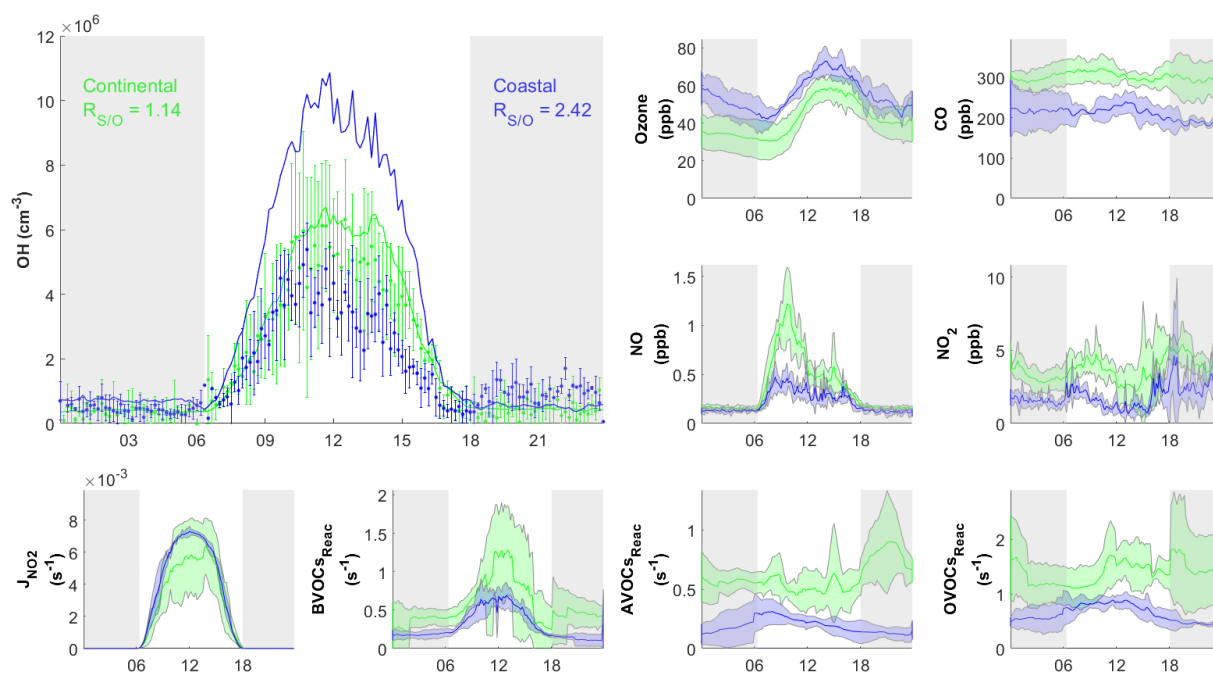 ×10⁶
12
10
8
6
4
2
0
OH (cm⁻³)
Continental
R_S/O = 1.14
Coastal
R_S/O = 2.42
03 06 09 12 15 18 21
80
60
40
20
0
Ozone
(ppb)
06 12 18
300
200
100
0
CO
(ppb)
06 12 18
1.5
1
0.5
0
NO
(ppb)
06 12 18
10
5
0
NO₂
(ppb)
06 12 18
×10⁻³
8
6
4
2
0
J_NO2
(s⁻¹)
06 12 18
2
1.5
1
0.5
0
BVOCs_Reac
(s⁻¹)
06 12 18
1
0.5
0
AVOCs_Reac
(s⁻¹)
06 12 18
2
1
0
OVOCs_Reac
(s⁻¹)
06 12 18